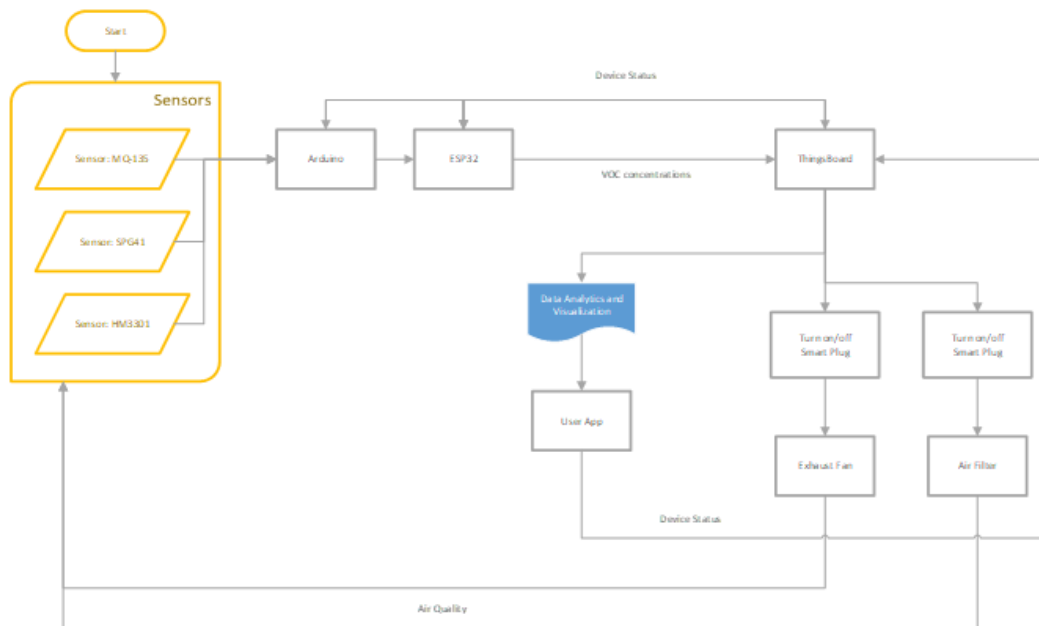 Start
Sensors
Device Status
Sensor: MQ-135
Arduino
ESP32
ThingsBoard
VOC concentrations
Sensor: SPG41
Data Analytics and
Visualization
Sensor: HM3301
Turn on/off
Smart Plug
Turn on/off
Smart Plug
User App
Exhaust Fan
Air Filter
Device Status
Air Quality